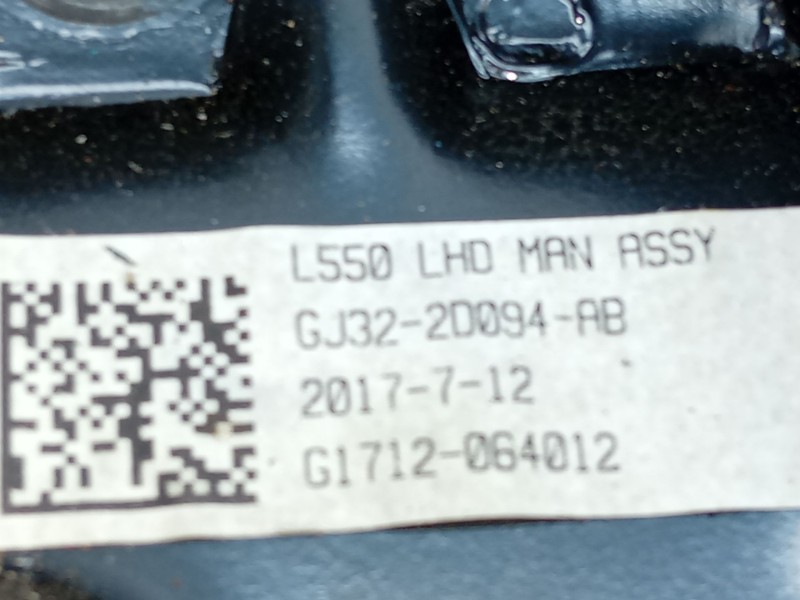 L550 LHD MAN ASSY
GJ32-2D094-AB
2017-7-12
G1712-064012